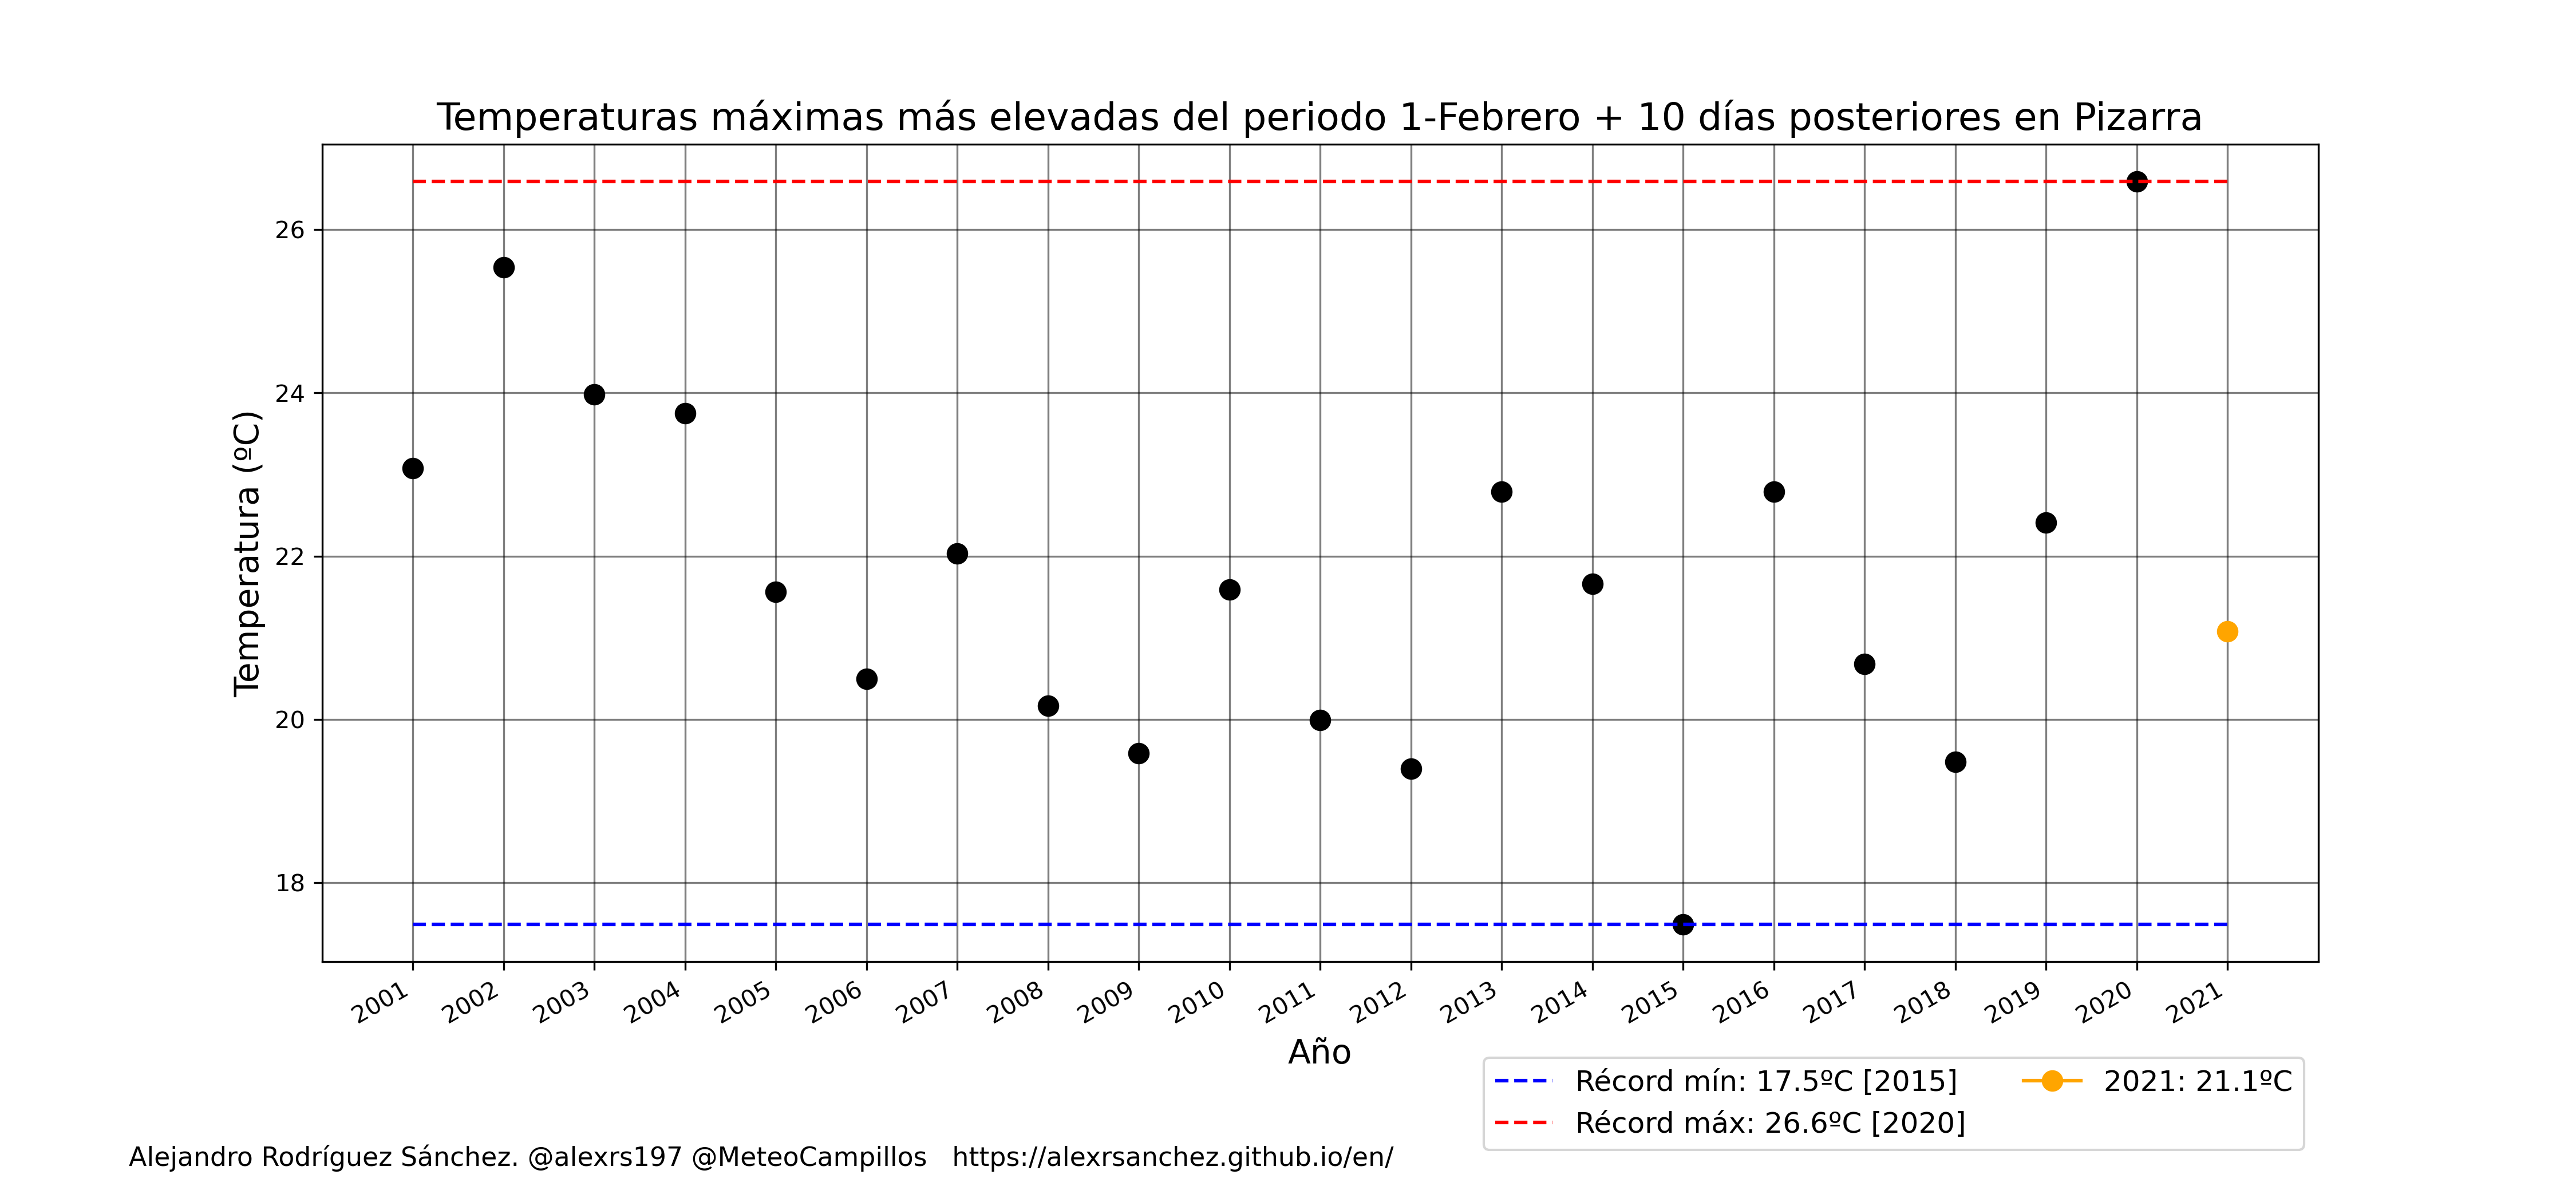 Temperaturas máximas más elevadas del periodo 1-Febrero + 10 días posteriores en Pizarra
Temperatura (ºC)
26
24
22
20
18
2001 2002 2003 2004 2005 2006 2007 2008 2009 2010 2011 2012 2013 2014 2015 2016 2017 2018 2019 2020 2021
Año
Récord mín: 17.5ºC [2015]
Récord máx: 26.6ºC [2020]
2021: 21.1ºC
Alejandro Rodríguez Sánchez. @alexrs197 @MeteoCampillos https://alexrsanchez.github.io/en/